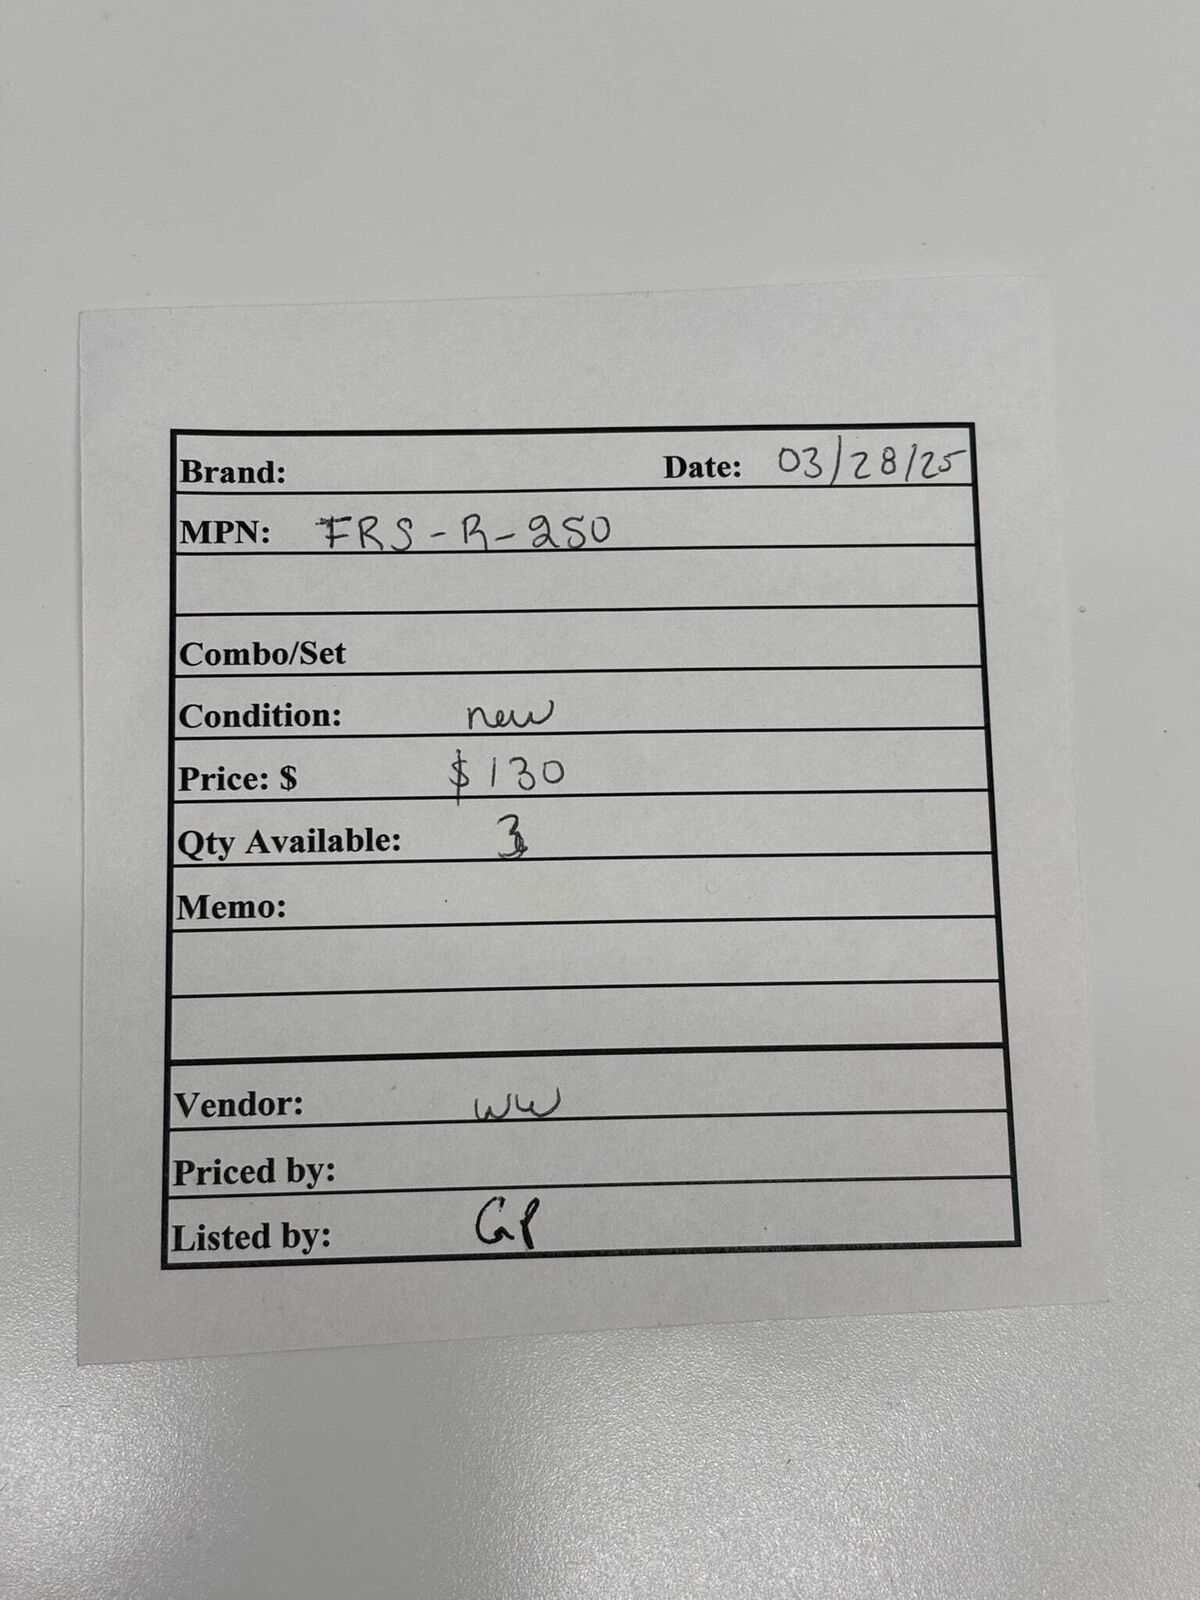 Brand: Date: 03/28/25
MPN: FRS-R-250
Combo/Set
Condition: new
Price: $ $130
Qty Available: 3
Memo:
Vendor: WW
Priced by:
Listed by: GP